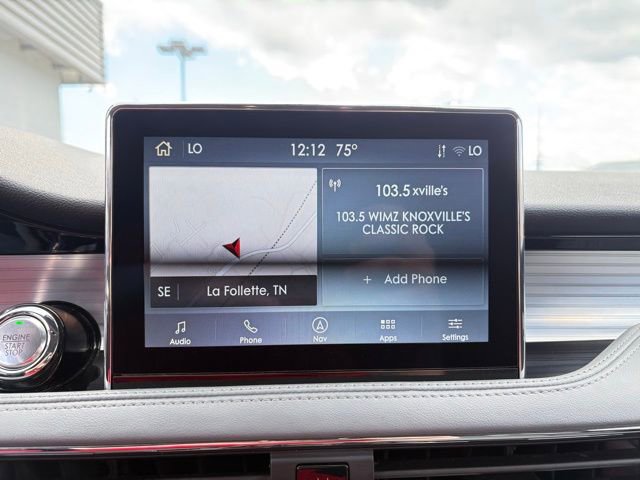 LO 12:12 75° LO
103.5 xville's
103.5 WIMZ KNOXVILLE'S
CLASSIC ROCK
SE La Follette, TN
+ Add Phone
Audio Phone Nav Apps Settings
ENGINE
START
STOP